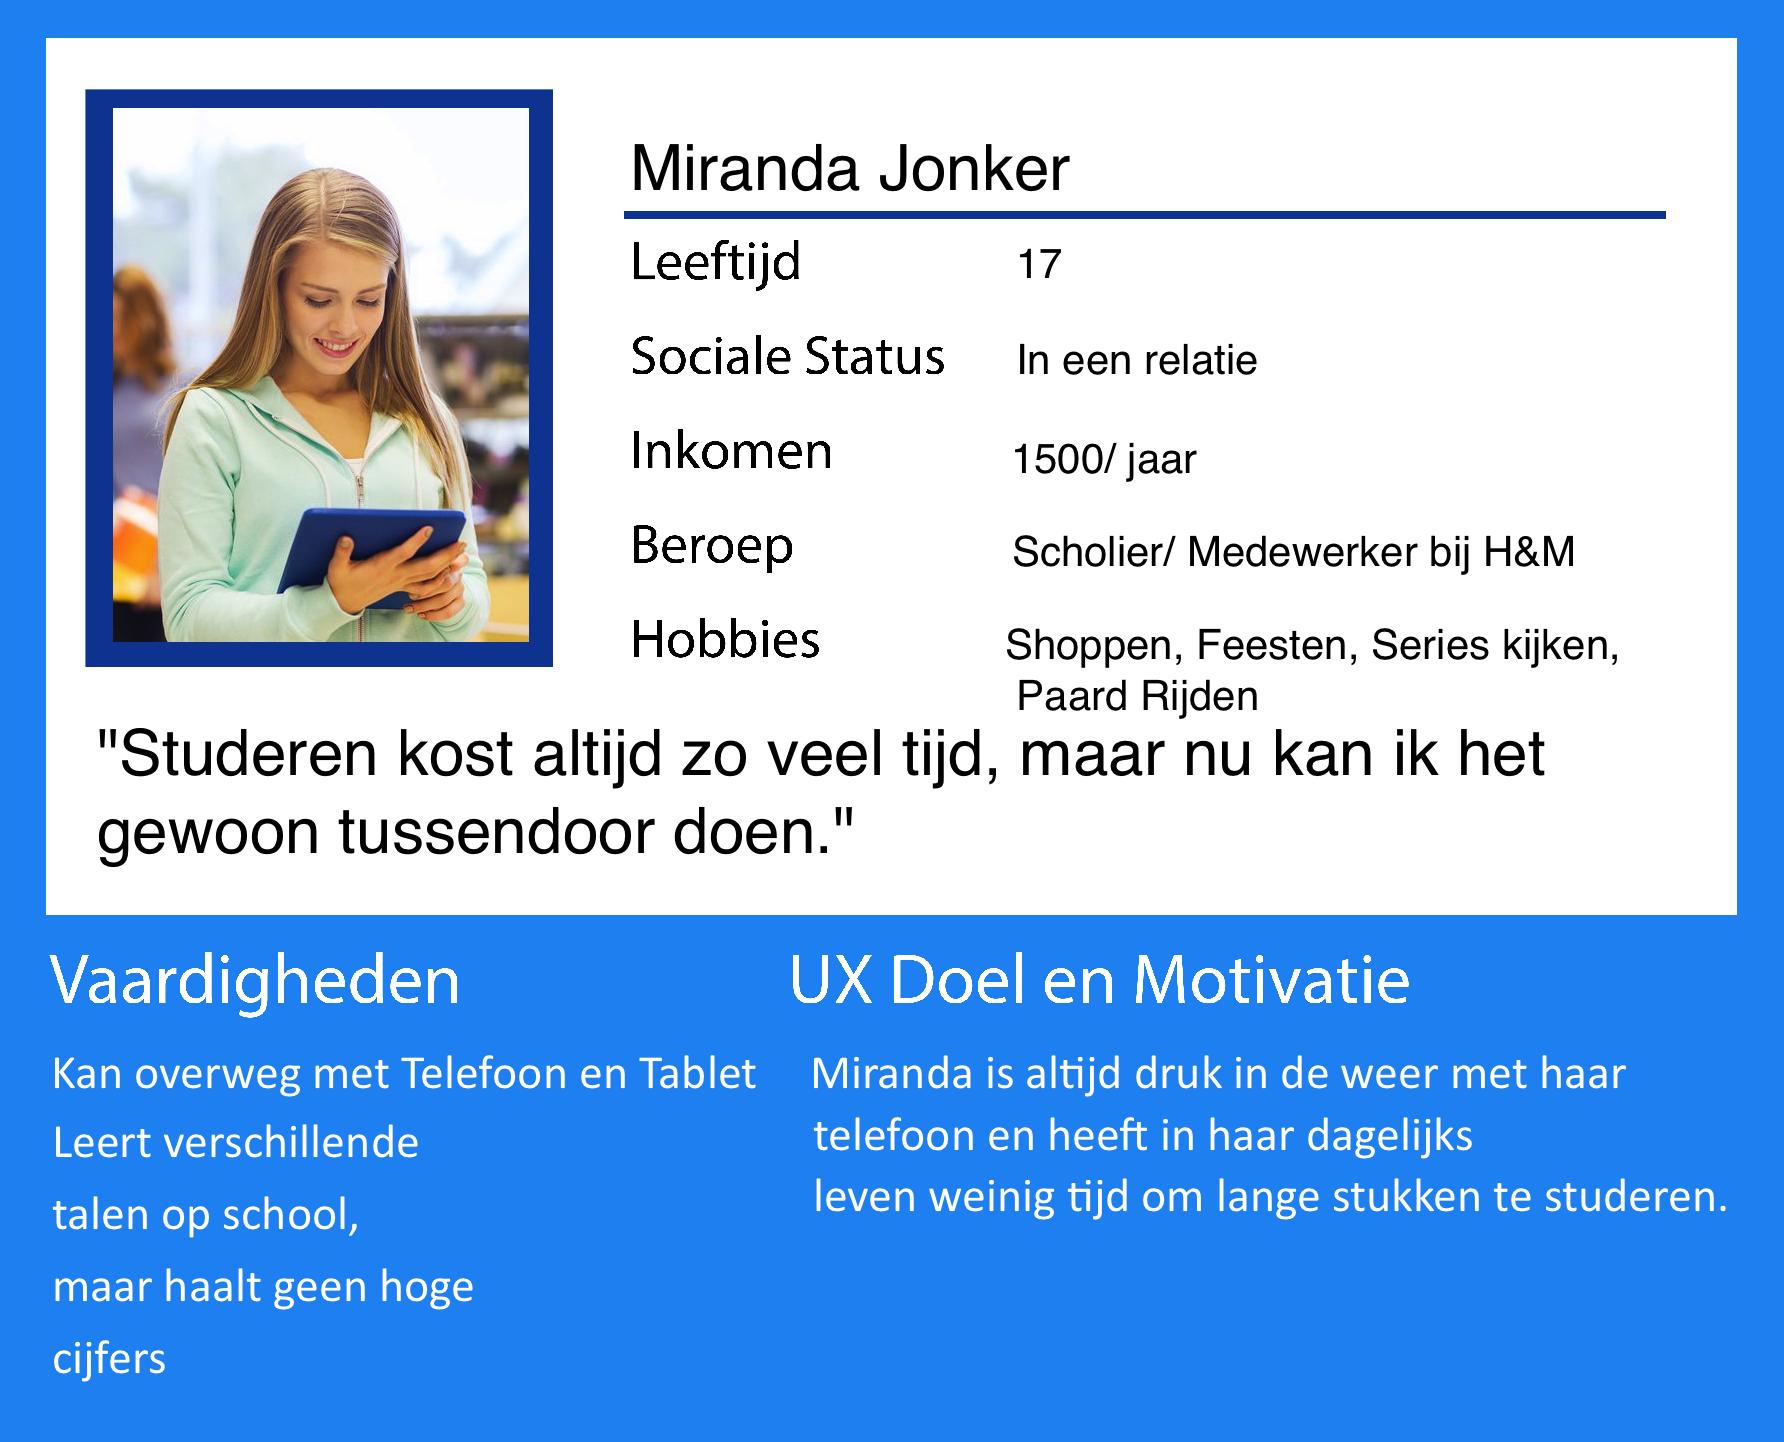 Miranda Jonker
Leeftijd 17
Sociale Status In een relatie
Inkomen 1500/ jaar
Beroep Scholier/ Medewerker bij H&M
Hobbies Shoppen, Feesten, Series kijken,
Paard Rijden
"Studeren kost altijd zo veel tijd, maar nu kan ik het
gewoon tussendoor doen."
Vaardigheden
Kan overweg met Telefoon en Tablet
Leert verschillende
talen op school,
maar haalt geen hoge
cijfers
UX Doel en Motivatie
Miranda is altijd druk in de weer met haar
telefoon en heeft in haar dagelijks
leven weinig tijd om lange stukken te studeren.